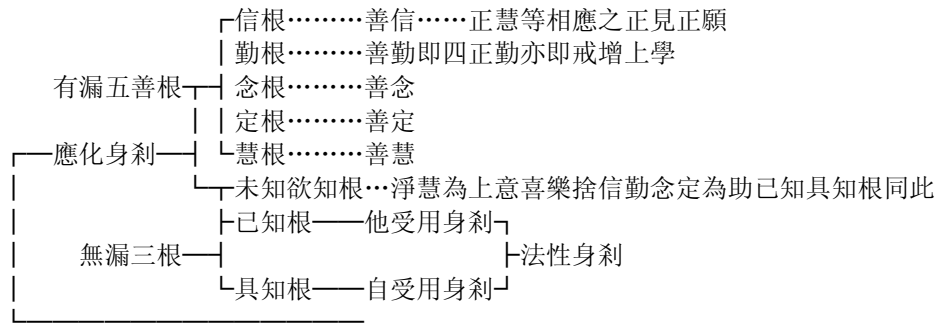 ┌信根………善信……正慧等相應之正見正願
│勤根………善勤即四正勤亦即戒增上學
有漏五善根┬┤念根………善念
││定根………善定
┌─應化身剎─┤└慧根………善慧
│└┬未知欲知根…淨慧為上意喜樂捨信勤念定為助已知具知根同此
│├已知根──他受用身剎┐
│無漏三根─┤├法性身剎
│└具知根──自受用身剎┘
└──────────────